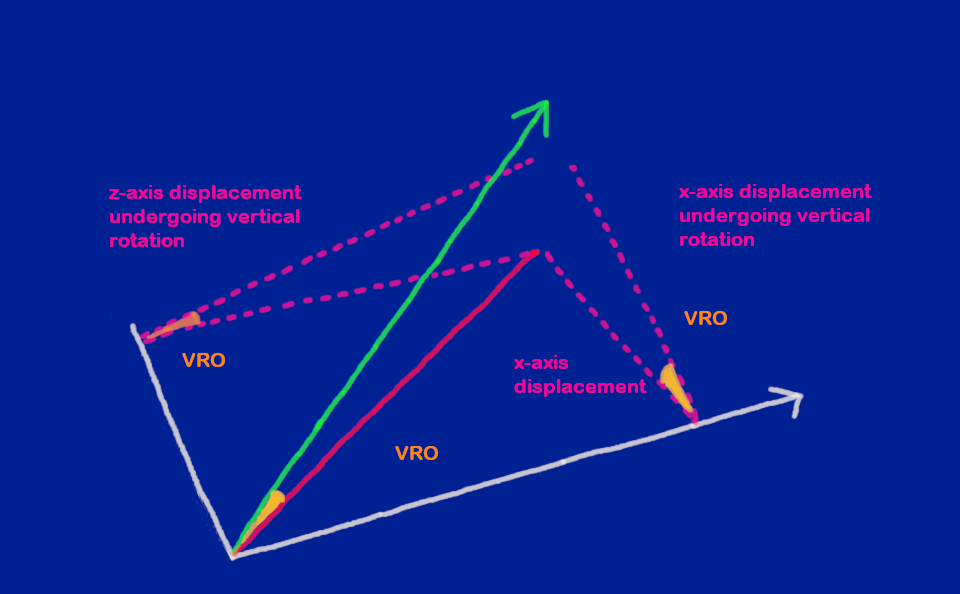 z-axis displacement
undergoing vertical
rotation
x-axis displacement
undergoing vertical
rotation
VRO
VRO
x-axis
displacement
VRO